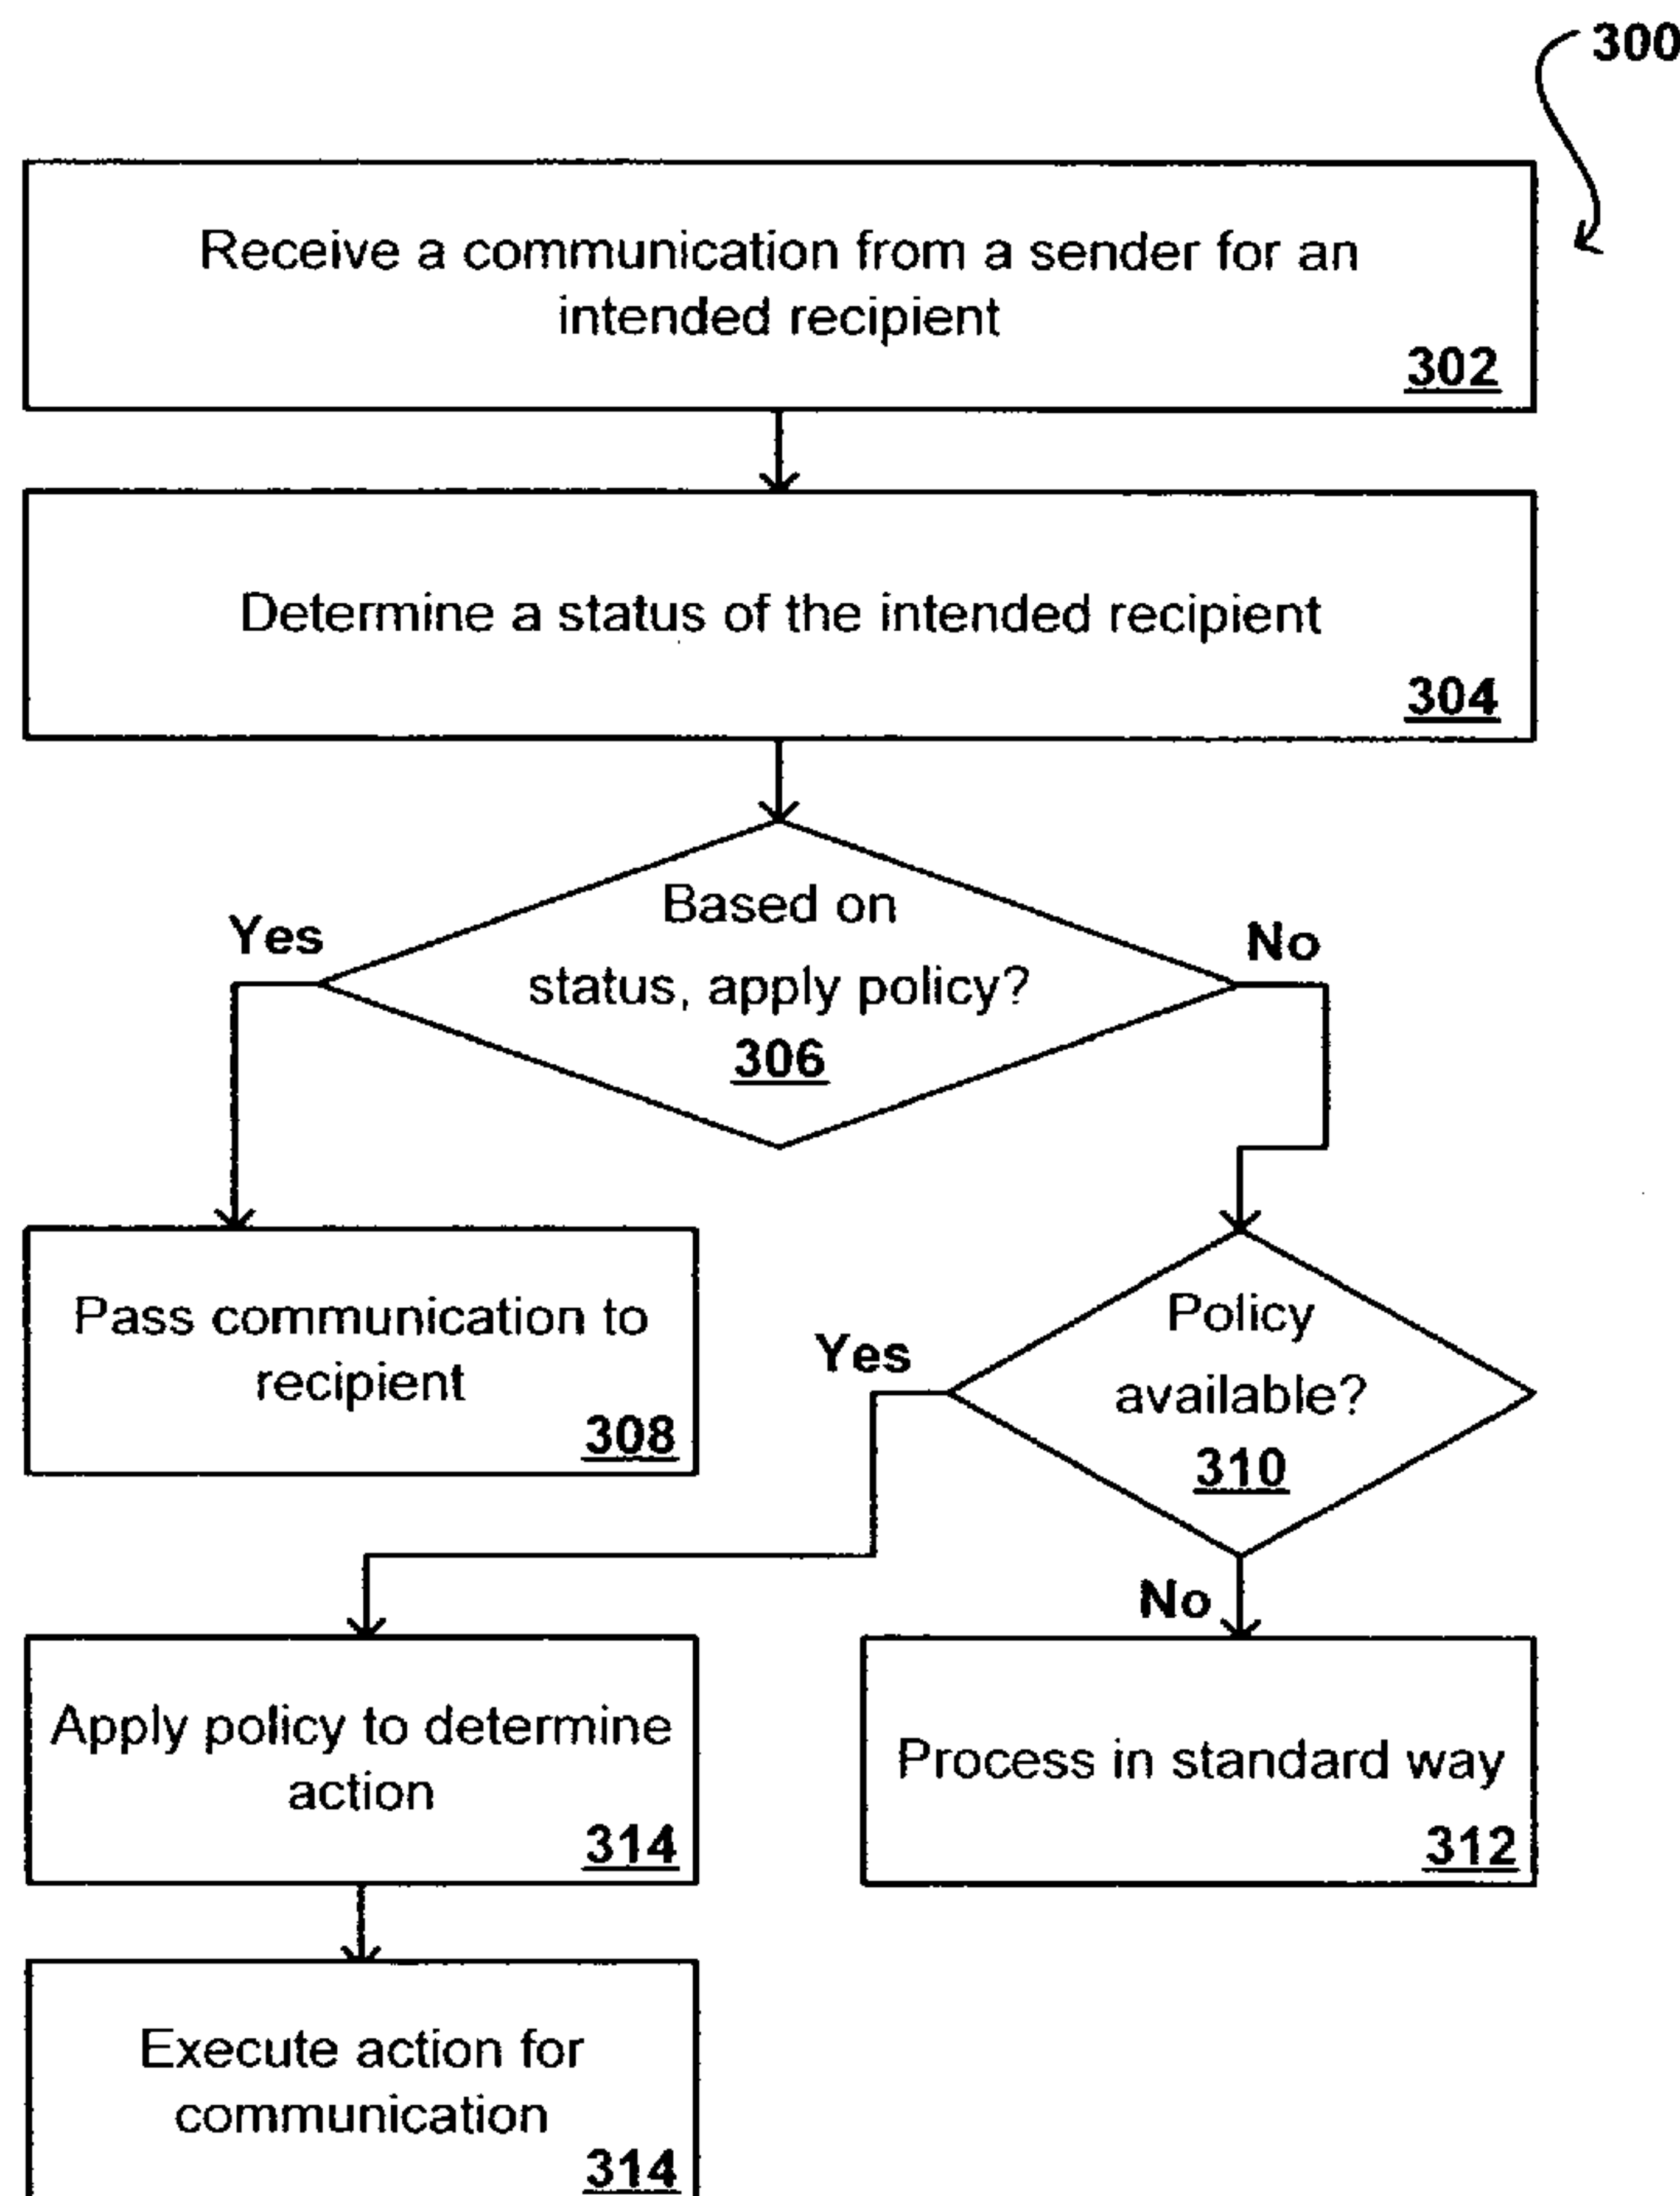 300
Receive a communication from a sender for an
intended recipient
302
Determine a status of the intended recipient
304
Based on
status, apply policy?
306
Yes
No
Pass communication to
recipient
308
Policy
available?
310
Yes
No
Apply policy to determine
action
314
Process in standard way
312
Execute action for
communication
314